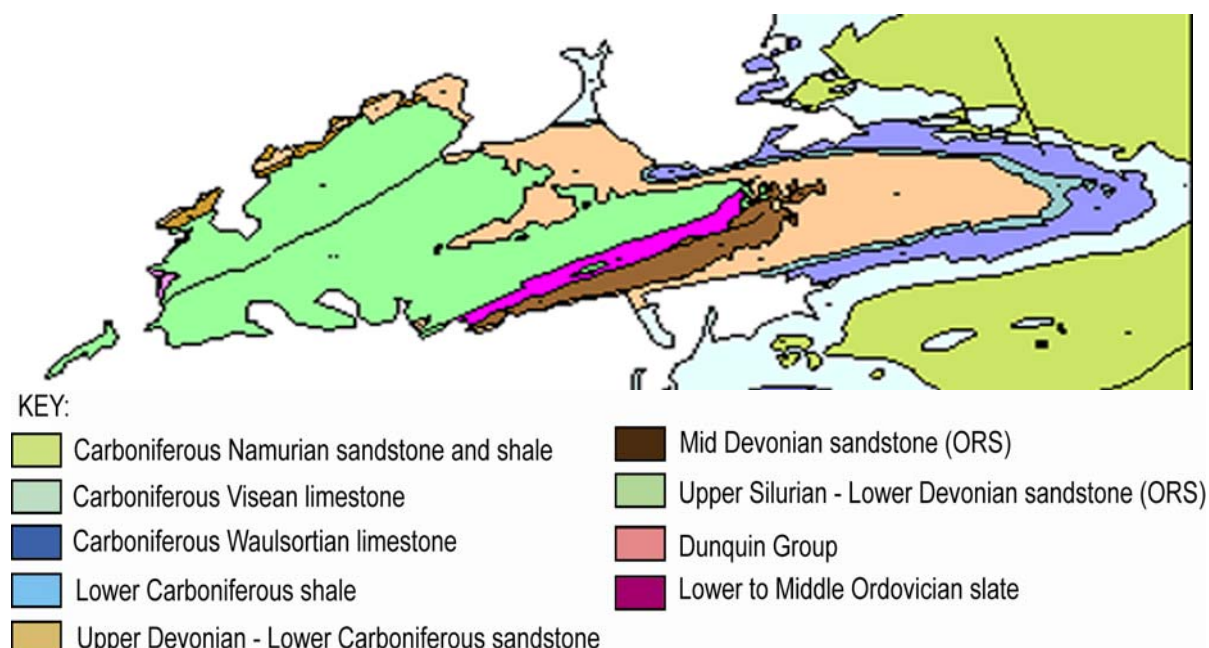 KEY:
Carboniferous Namurian sandstone and shale
Carboniferous Visean limestone
Carboniferous Waulsortian limestone
Lower Carboniferous shale
Upper Devonian - Lower Carboniferous sandstone
Mid Devonian sandstone (ORS)
Upper Silurian - Lower Devonian sandstone (ORS)
Dunquin Group
Lower to Middle Ordovician slate